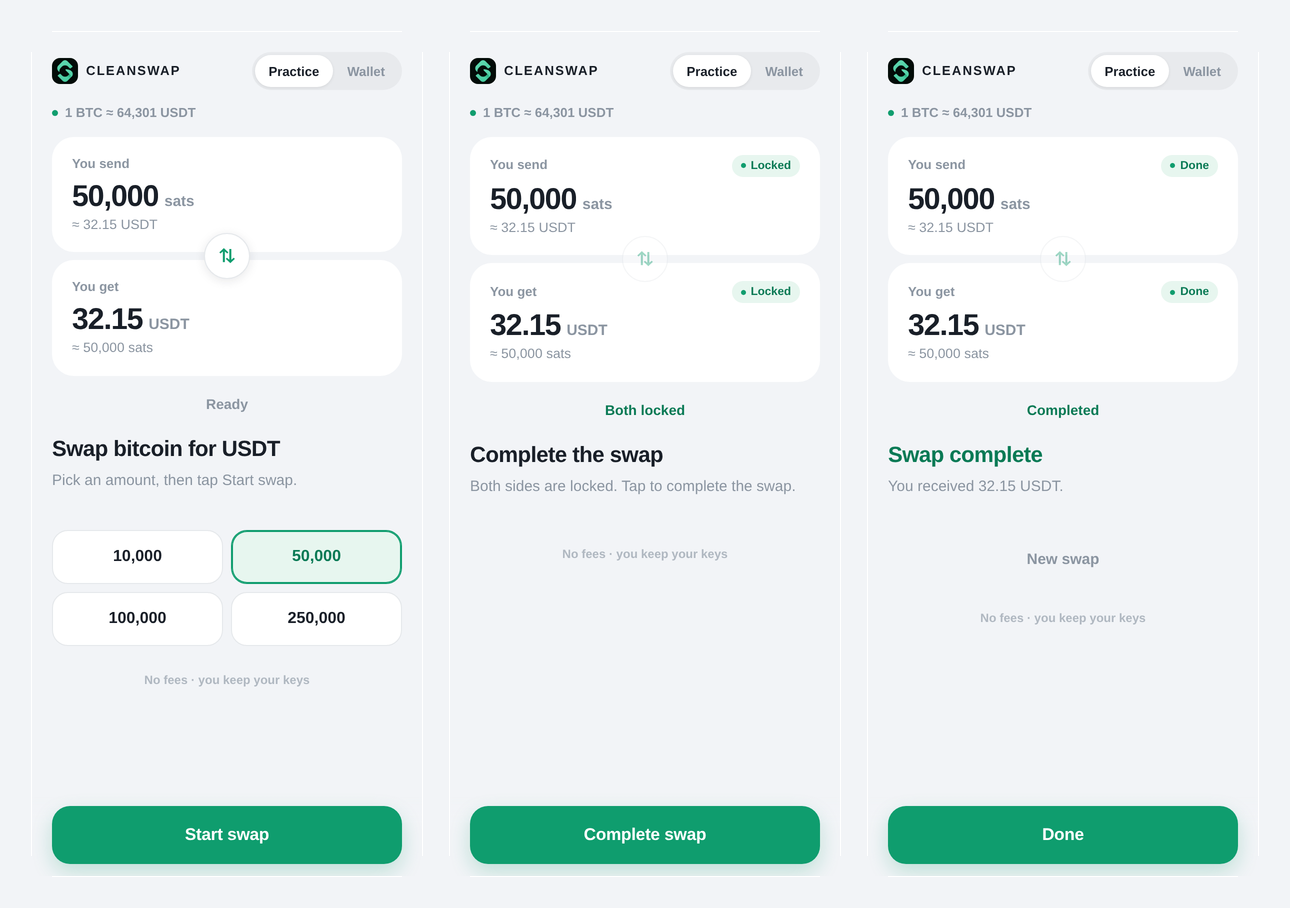 CLEANSWAP
Practice Wallet
1 BTC ≈ 64,301 USDT
You send
50,000 sats
≈ 32.15 USDT
You get
32.15 USDT
≈ 50,000 sats
Ready
Swap bitcoin for USDT
Pick an amount, then tap Start swap.
10,000 50,000
100,000 250,000
No fees · you keep your keys
Start swap
CLEANSWAP
Practice Wallet
1 BTC ≈ 64,301 USDT
You send
Locked
50,000 sats
≈ 32.15 USDT
You get
Locked
32.15 USDT
≈ 50,000 sats
Both locked
Complete the swap
Both sides are locked. Tap to complete the swap.
No fees · you keep your keys
Complete swap
CLEANSWAP
Practice Wallet
1 BTC ≈ 64,301 USDT
You send
Done
50,000 sats
≈ 32.15 USDT
You get
Done
32.15 USDT
≈ 50,000 sats
Completed
Swap complete
You received 32.15 USDT.
New swap
No fees · you keep your keys
Done